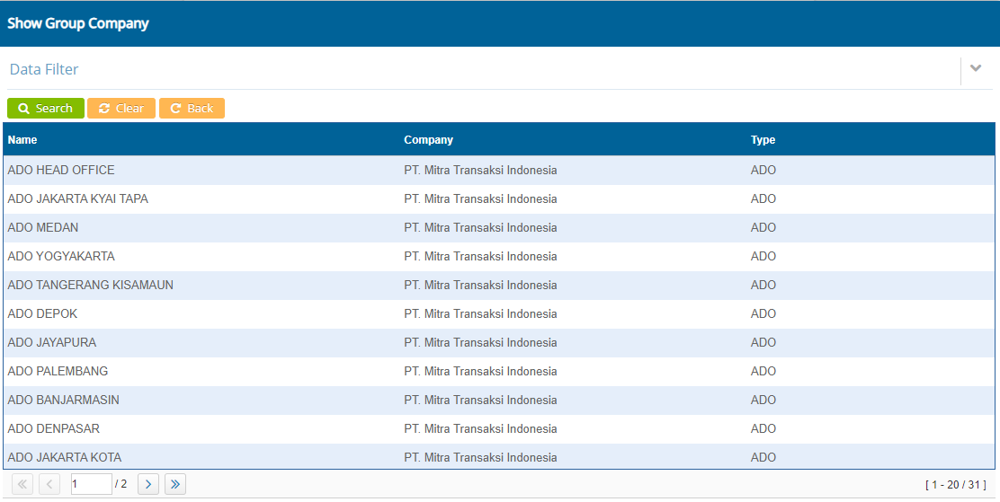 Show Group Company
Data Filter
Search Clear Back
Name Company Type
ADO HEAD OFFICE PT. Mitra Transaksi Indonesia ADO
ADO JAKARTA KYAI TAPA PT. Mitra Transaksi Indonesia ADO
ADO MEDAN PT. Mitra Transaksi Indonesia ADO
ADO YOGYAKARTA PT. Mitra Transaksi Indonesia ADO
ADO TANGERANG KISAMAUN PT. Mitra Transaksi Indonesia ADO
ADO DEPOK PT. Mitra Transaksi Indonesia ADO
ADO JAYAPURA PT. Mitra Transaksi Indonesia ADO
ADO PALEMBANG PT. Mitra Transaksi Indonesia ADO
ADO BANJARMASIN PT. Mitra Transaksi Indonesia ADO
ADO DENPASAR PT. Mitra Transaksi Indonesia ADO
ADO JAKARTA KOTA PT. Mitra Transaksi Indonesia ADO
1 / 2 [ 1 - 20 / 31 ]